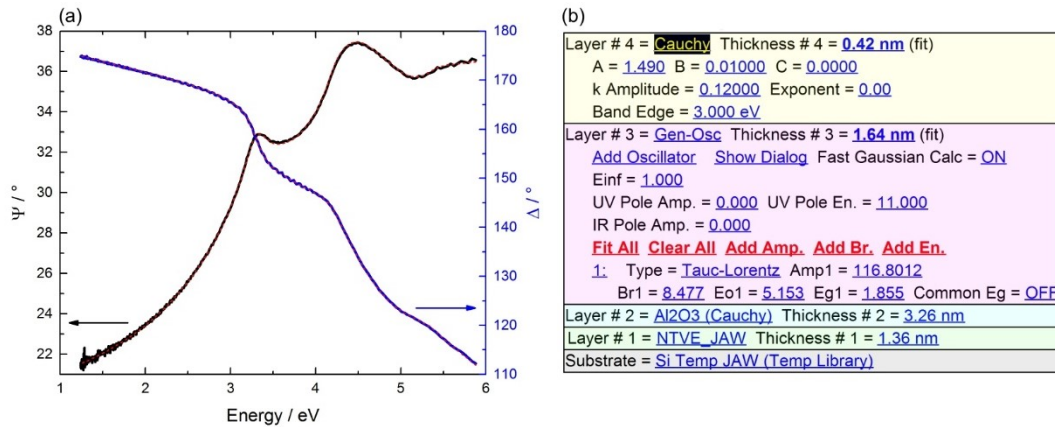 (a)
38
36
34
32
30
28
26
24
22
Ψ / °
1 2 3 4 5 6
Energy / eV
180
170
160
150
140
130
120
110
Δ / °
(b)
Layer # 4 = Cauchy Thickness # 4 = 0.42 nm (fit)
A = 1.490 B = 0.01000 C = 0.0000
k Amplitude = 0.12000 Exponent = 0.00
Band Edge = 3.000 eV
Layer # 3 = Gen-Osc Thickness # 3 = 1.64 nm (fit)
Add Oscillator Show Dialog Fast Gaussian Calc = ON
Einf = 1.000
UV Pole Amp. = 0.000 UV Pole En. = 11.000
IR Pole Amp. = 0.000
Fit All Clear All Add Amp. Add Br. Add En.
1: Type = Tauc-Lorentz Amp1 = 116.8012
Br1 = 8.477 Eo1 = 5.153 Eg1 = 1.855 Common Eg = OFF
Layer # 2 = Al2O3 (Cauchy) Thickness # 2 = 3.26 nm
Layer # 1 = NTVE_JAW Thickness # 1 = 1.36 nm
Substrate = Si Temp JAW (Temp Library)